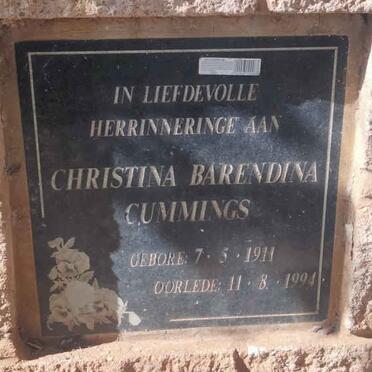 IN LIEFDEVOLLE
HERRINNERINGE AAN
CHRISTINA BARENDINA
CUMMINGS
GEBORE: 7 · 5 · 1911
OORLEDE: 11 · 8 · 1994